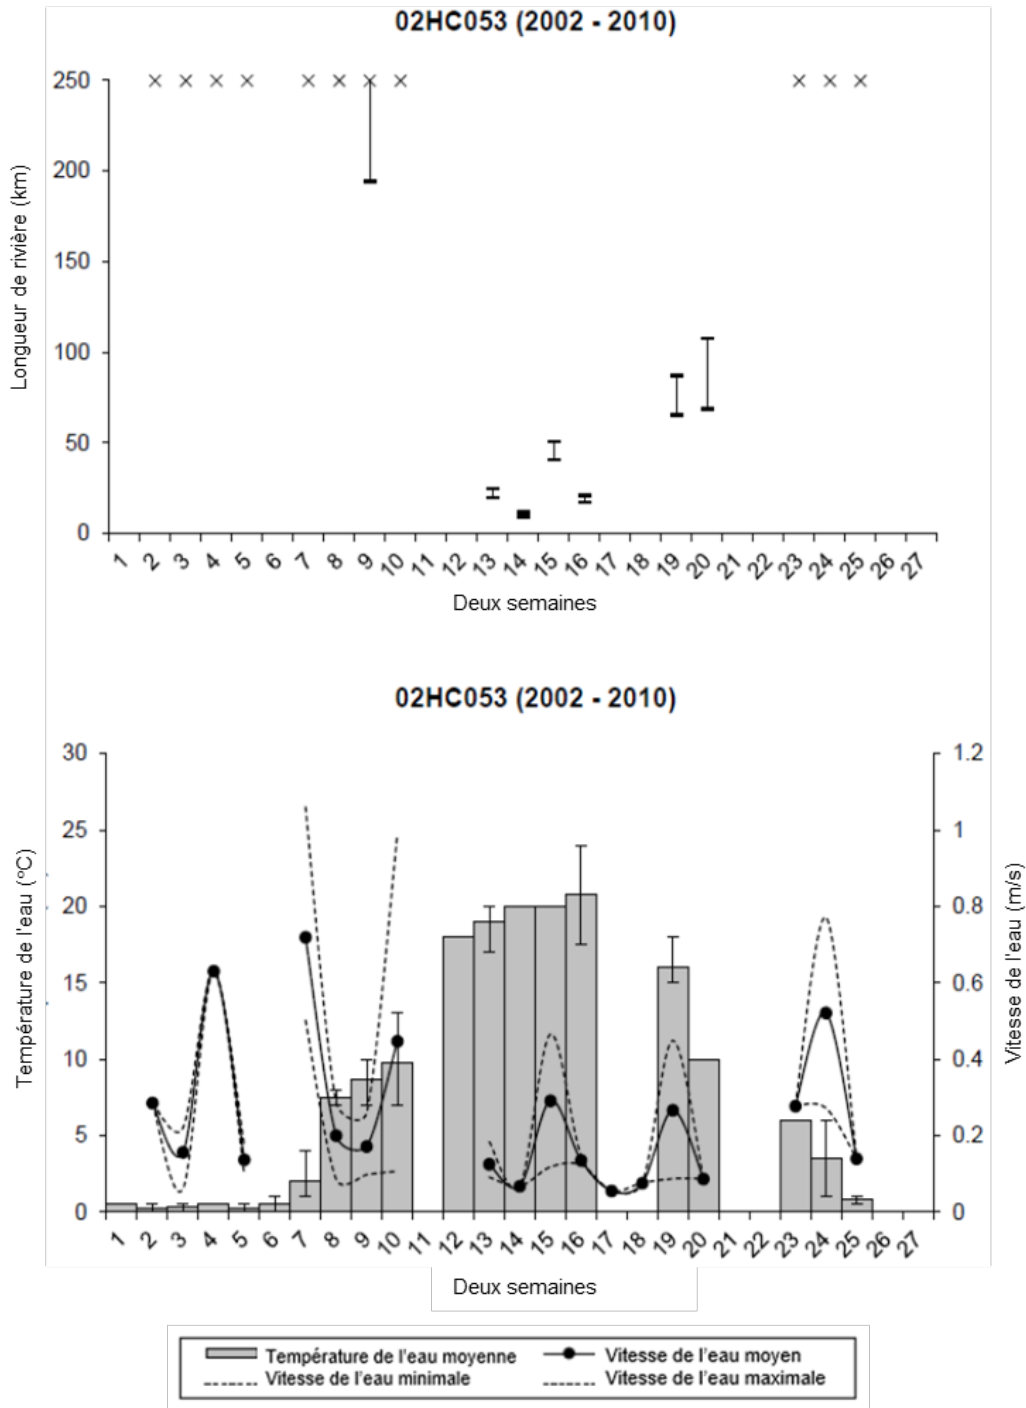 02HC053 (2002 - 2010)
Longueur de rivière (km)
250
200
150
100
50
0
1 2 3 4 5 6 7 8 9 10 11 12 13 14 15 16 17 18 19 20 21 22 23 24 25 26 27
Deux semaines
02HC053 (2002 - 2010)
Température de l'eau (°C)
30
25
20
15
10
5
0
1.2
1
0.8
0.6
0.4
0.2
0
Vitesse de l'eau (m/s)
1 2 3 4 5 6 7 8 9 10 11 12 13 14 15 16 17 18 19 20 21 22 23 24 25 26 27
Deux semaines
Température de l'eau moyenne
Vitesse de l'eau moyen
Vitesse de l'eau minimale
Vitesse de l'eau maximale